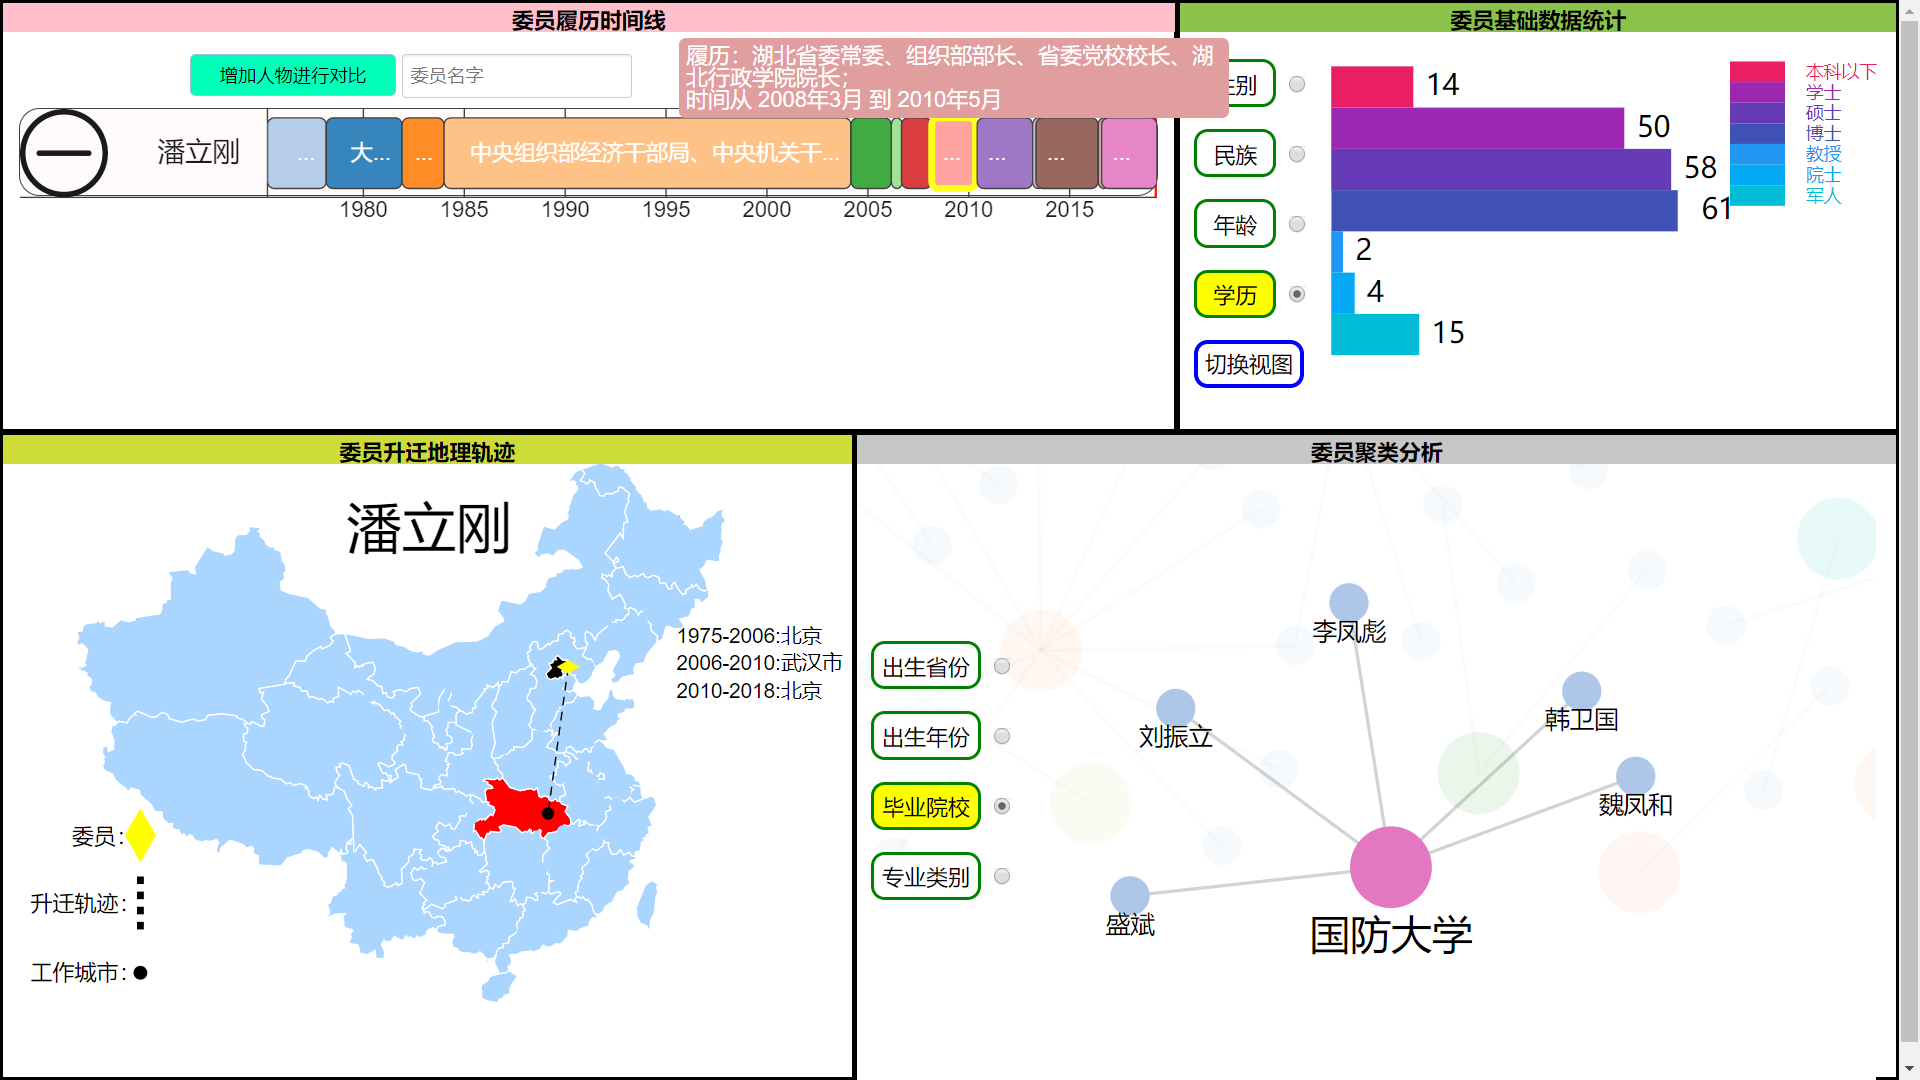 委员履历时间线
增加人物进行对比
委员名字
履历：湖北省委常委、组织部部长、省委党校校长、湖
北行政学院院长；
时间从 2008年3月 到 2010年5月
潘立刚
...
大...
...
中央组织部经济干部局、中央机关干...
...
...
...
...
1980
1985
1990
1995
2000
2005
2010
2015
委员基础数据统计
别
民族
年龄
学历
切换视图
14
50
58
61
2
4
15
本科以下
学士
硕士
博士
教授
院士
军人
委员升迁地理轨迹
潘立刚
1975-2006:北京
2006-2010:武汉市
2010-2018:北京
委员：
升迁轨迹：
工作城市：
委员聚类分析
出生省份
出生年份
毕业院校
专业类别
李凤彪
刘振立
韩卫国
魏凤和
盛斌
国防大学